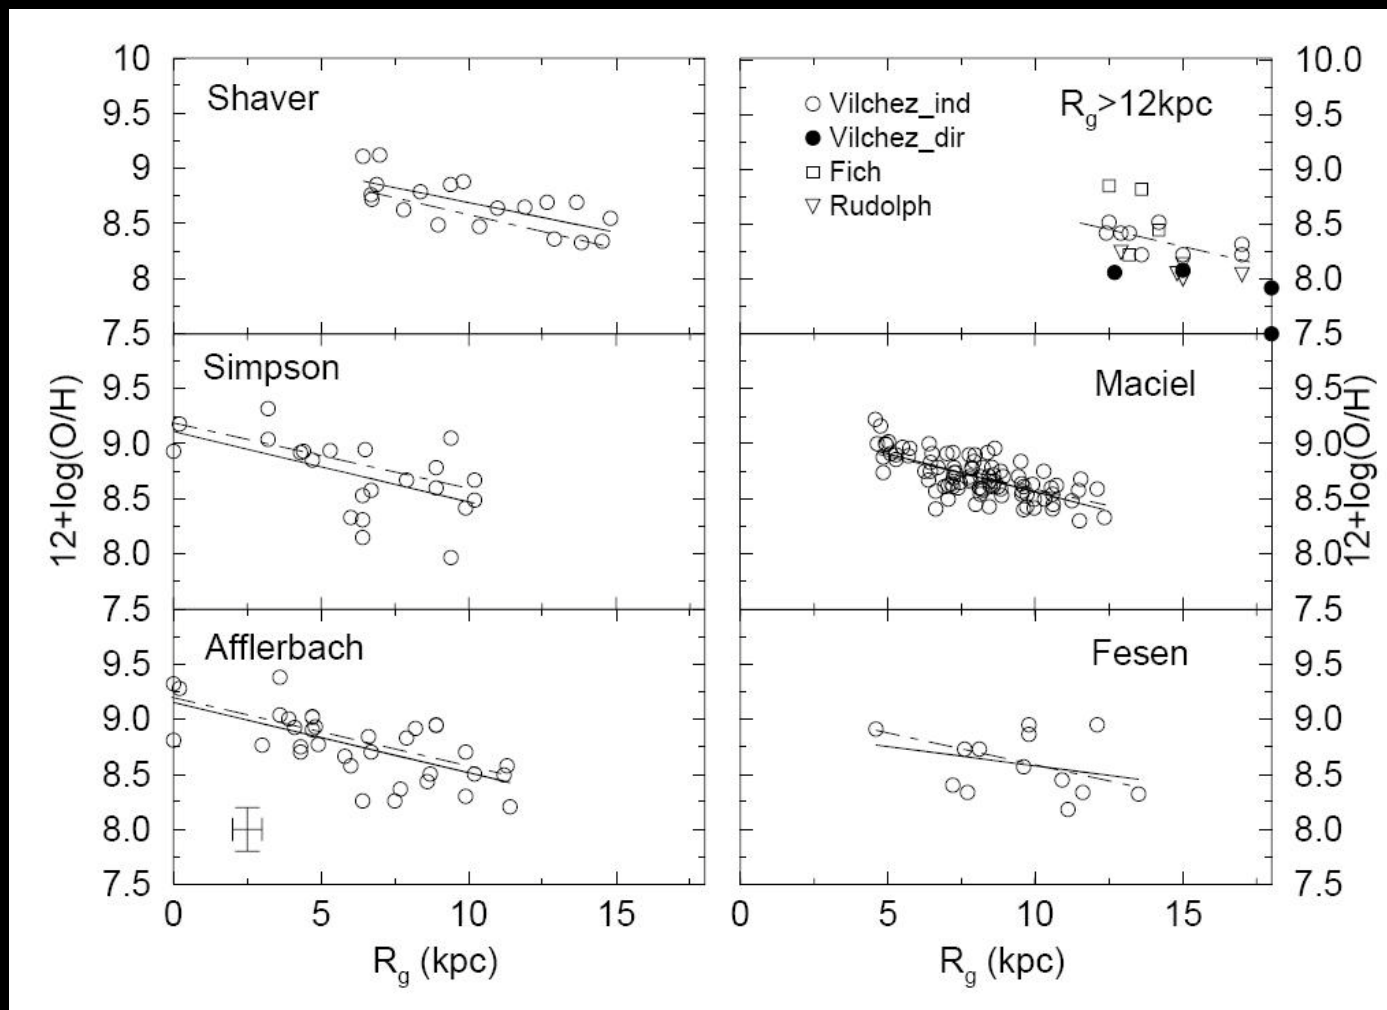 Shaver
10
9.5
9
8.5
8
7.5
Vilchez_ind
Vilchez_dir
Fich
Rudolph
Rg>12kpc
10.0
9.5
9.0
8.5
8.0
7.5
Simpson
9.5
9.0
8.5
8.0
7.5
12+log(O/H)
Maciel
9.5
9.0
8.5
8.0
7.5
12+log(O/H)
Afflerbach
9.5
9.0
8.5
8.0
7.5
Fesen
9.5
9.0
8.5
8.0
7.5
0 5 10 15
0 5 10 15
Rg (kpc)
Rg (kpc)